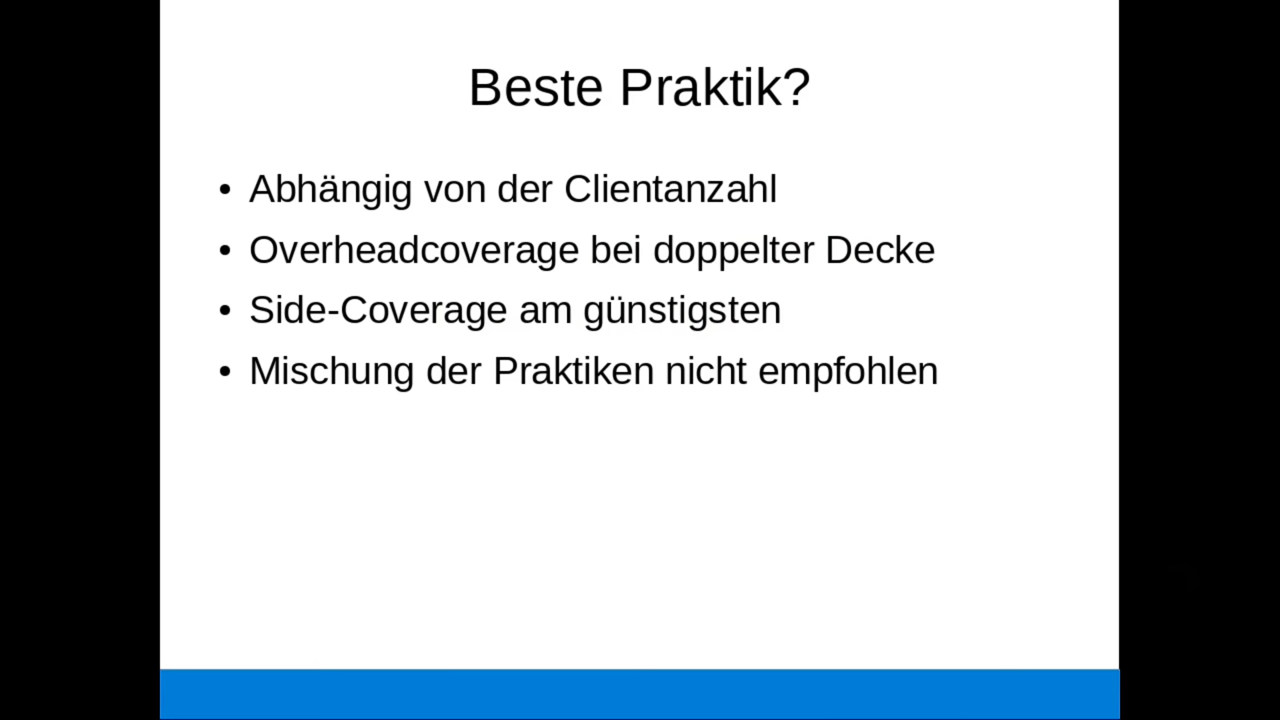 Beste Praktik?
• Abhängig von der Clientanzahl
• Overheadcoverage bei doppelter Decke
• Side-Coverage am günstigsten
• Mischung der Praktiken nicht empfohlen